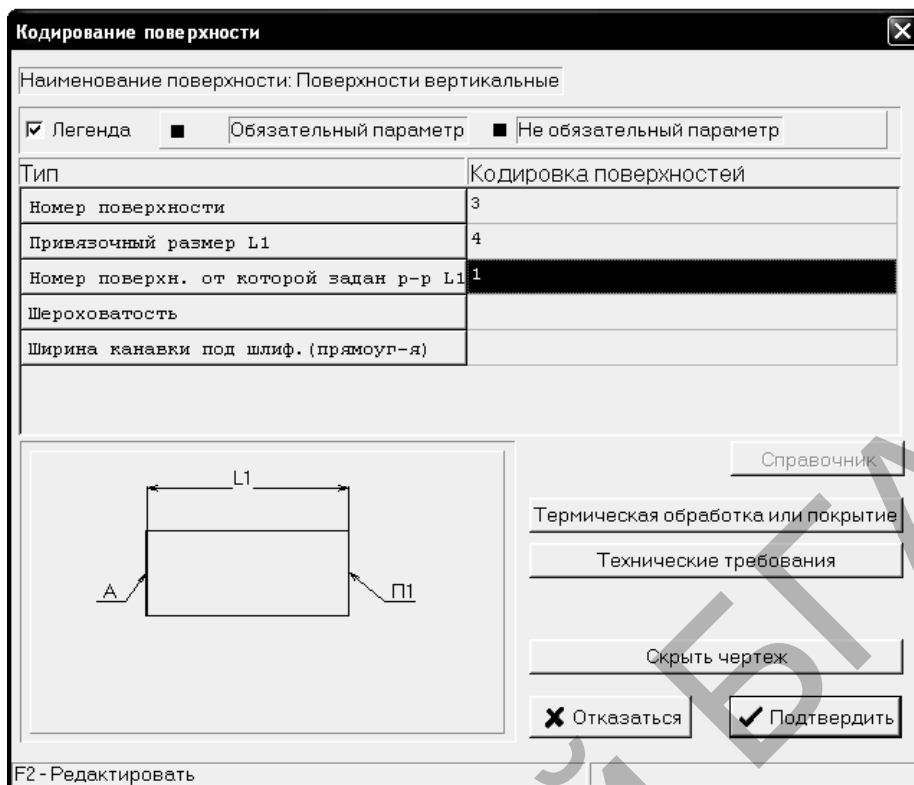 Кодирование поверхности
Наименование поверхности: Поверхности вертикальные
Легенда Обязательный параметр Не обязательный параметр
Тип Кодировка поверхностей
Номер поверхности 3
Привязочный размер L1 4
Номер поверхн. от которой задан р-р L1 1
Шероховатость
Ширина канавки под шлиф.(прямоуг-я)
Справочник
L1
Термическая обработка или покрытие
Технические требования
А П1
Скрыть чертеж
Отказаться Подтвердить
F2 - Редактировать